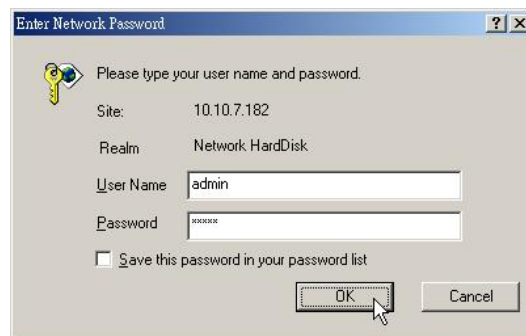 Enter Network Password
Please type your user name and password.
Site: 10.10.7.182
Realm Network HardDisk
User Name admin
Password *****
Save this password in your password list
OK Cancel